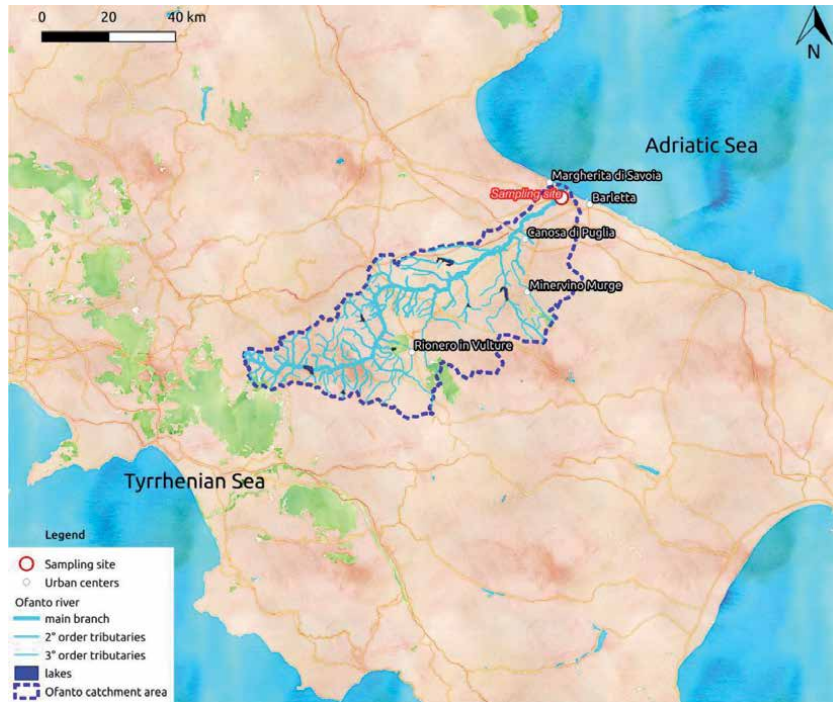 0 20 40 km
N
Adriatic Sea
Margherita di Savoia
Sampling site
Barletta
Canosa di Puglia
Minervino Murge
Rionero in Vulture
Tyrrhenian Sea
Legend
Sampling site
Urban centers
Ofanto river
main branch
2° order tributaries
3° order tributaries
lakes
Ofanto catchment area